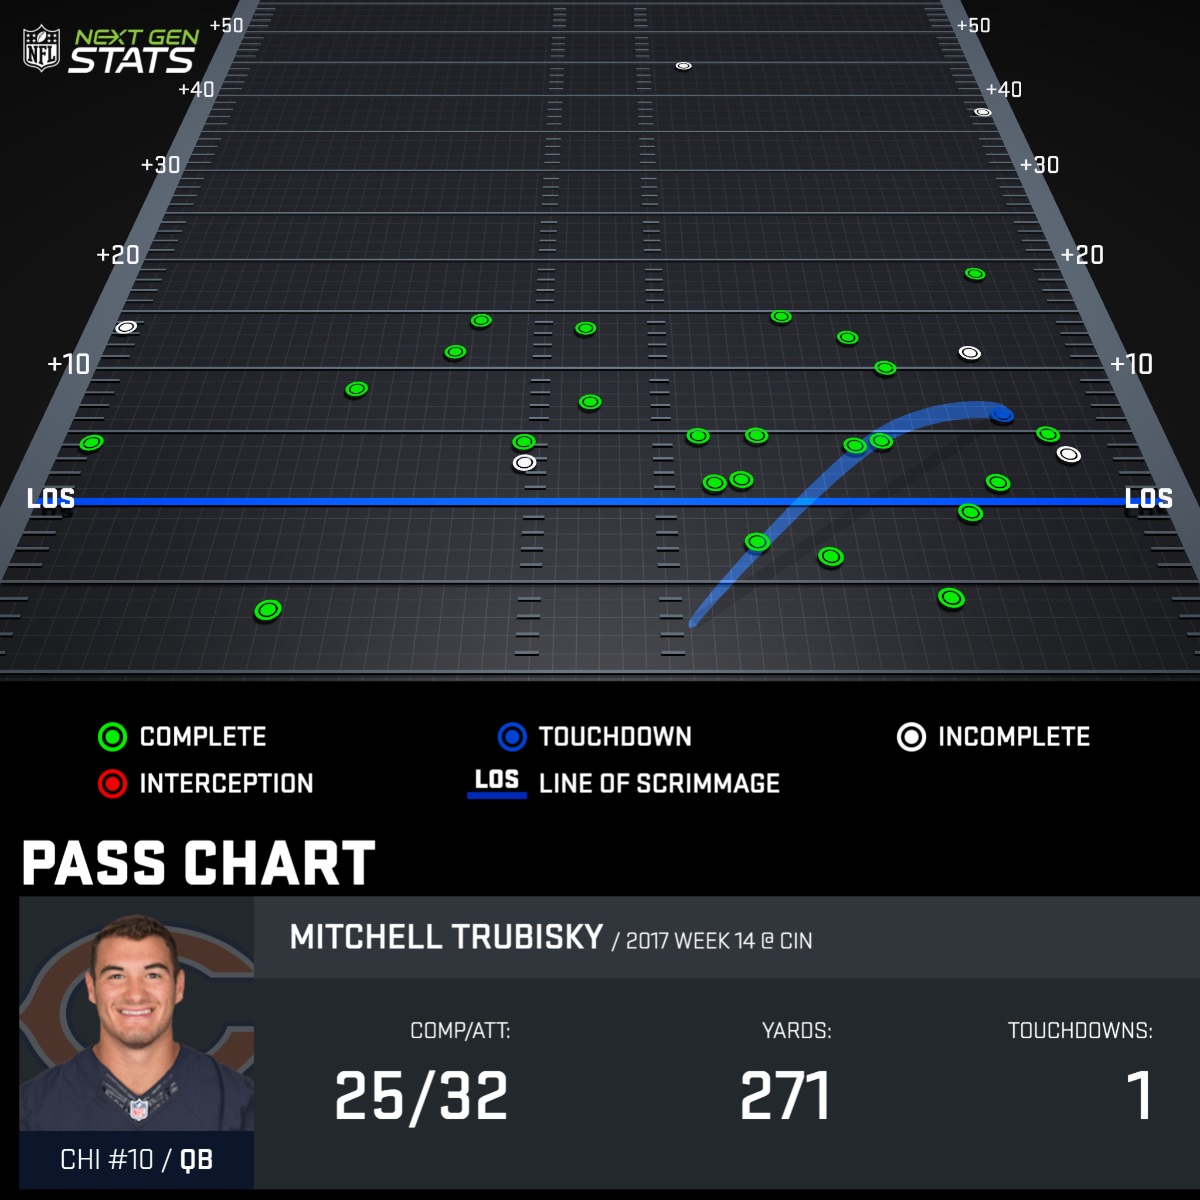 NFL NEXT GEN
STATS
+50 +50
+40 +40
+30 +30
+20 +20
+10 +10
LOS LOS
COMPLETE TOUCHDOWN INCOMPLETE
INTERCEPTION LOS LINE OF SCRIMMAGE
PASS CHART
MITCHELL TRUBISKY / 2017 WEEK 14 @ CIN
COMP/ATT: YARDS: TOUCHDOWNS:
25/32 271 1
CHI #10 / QB